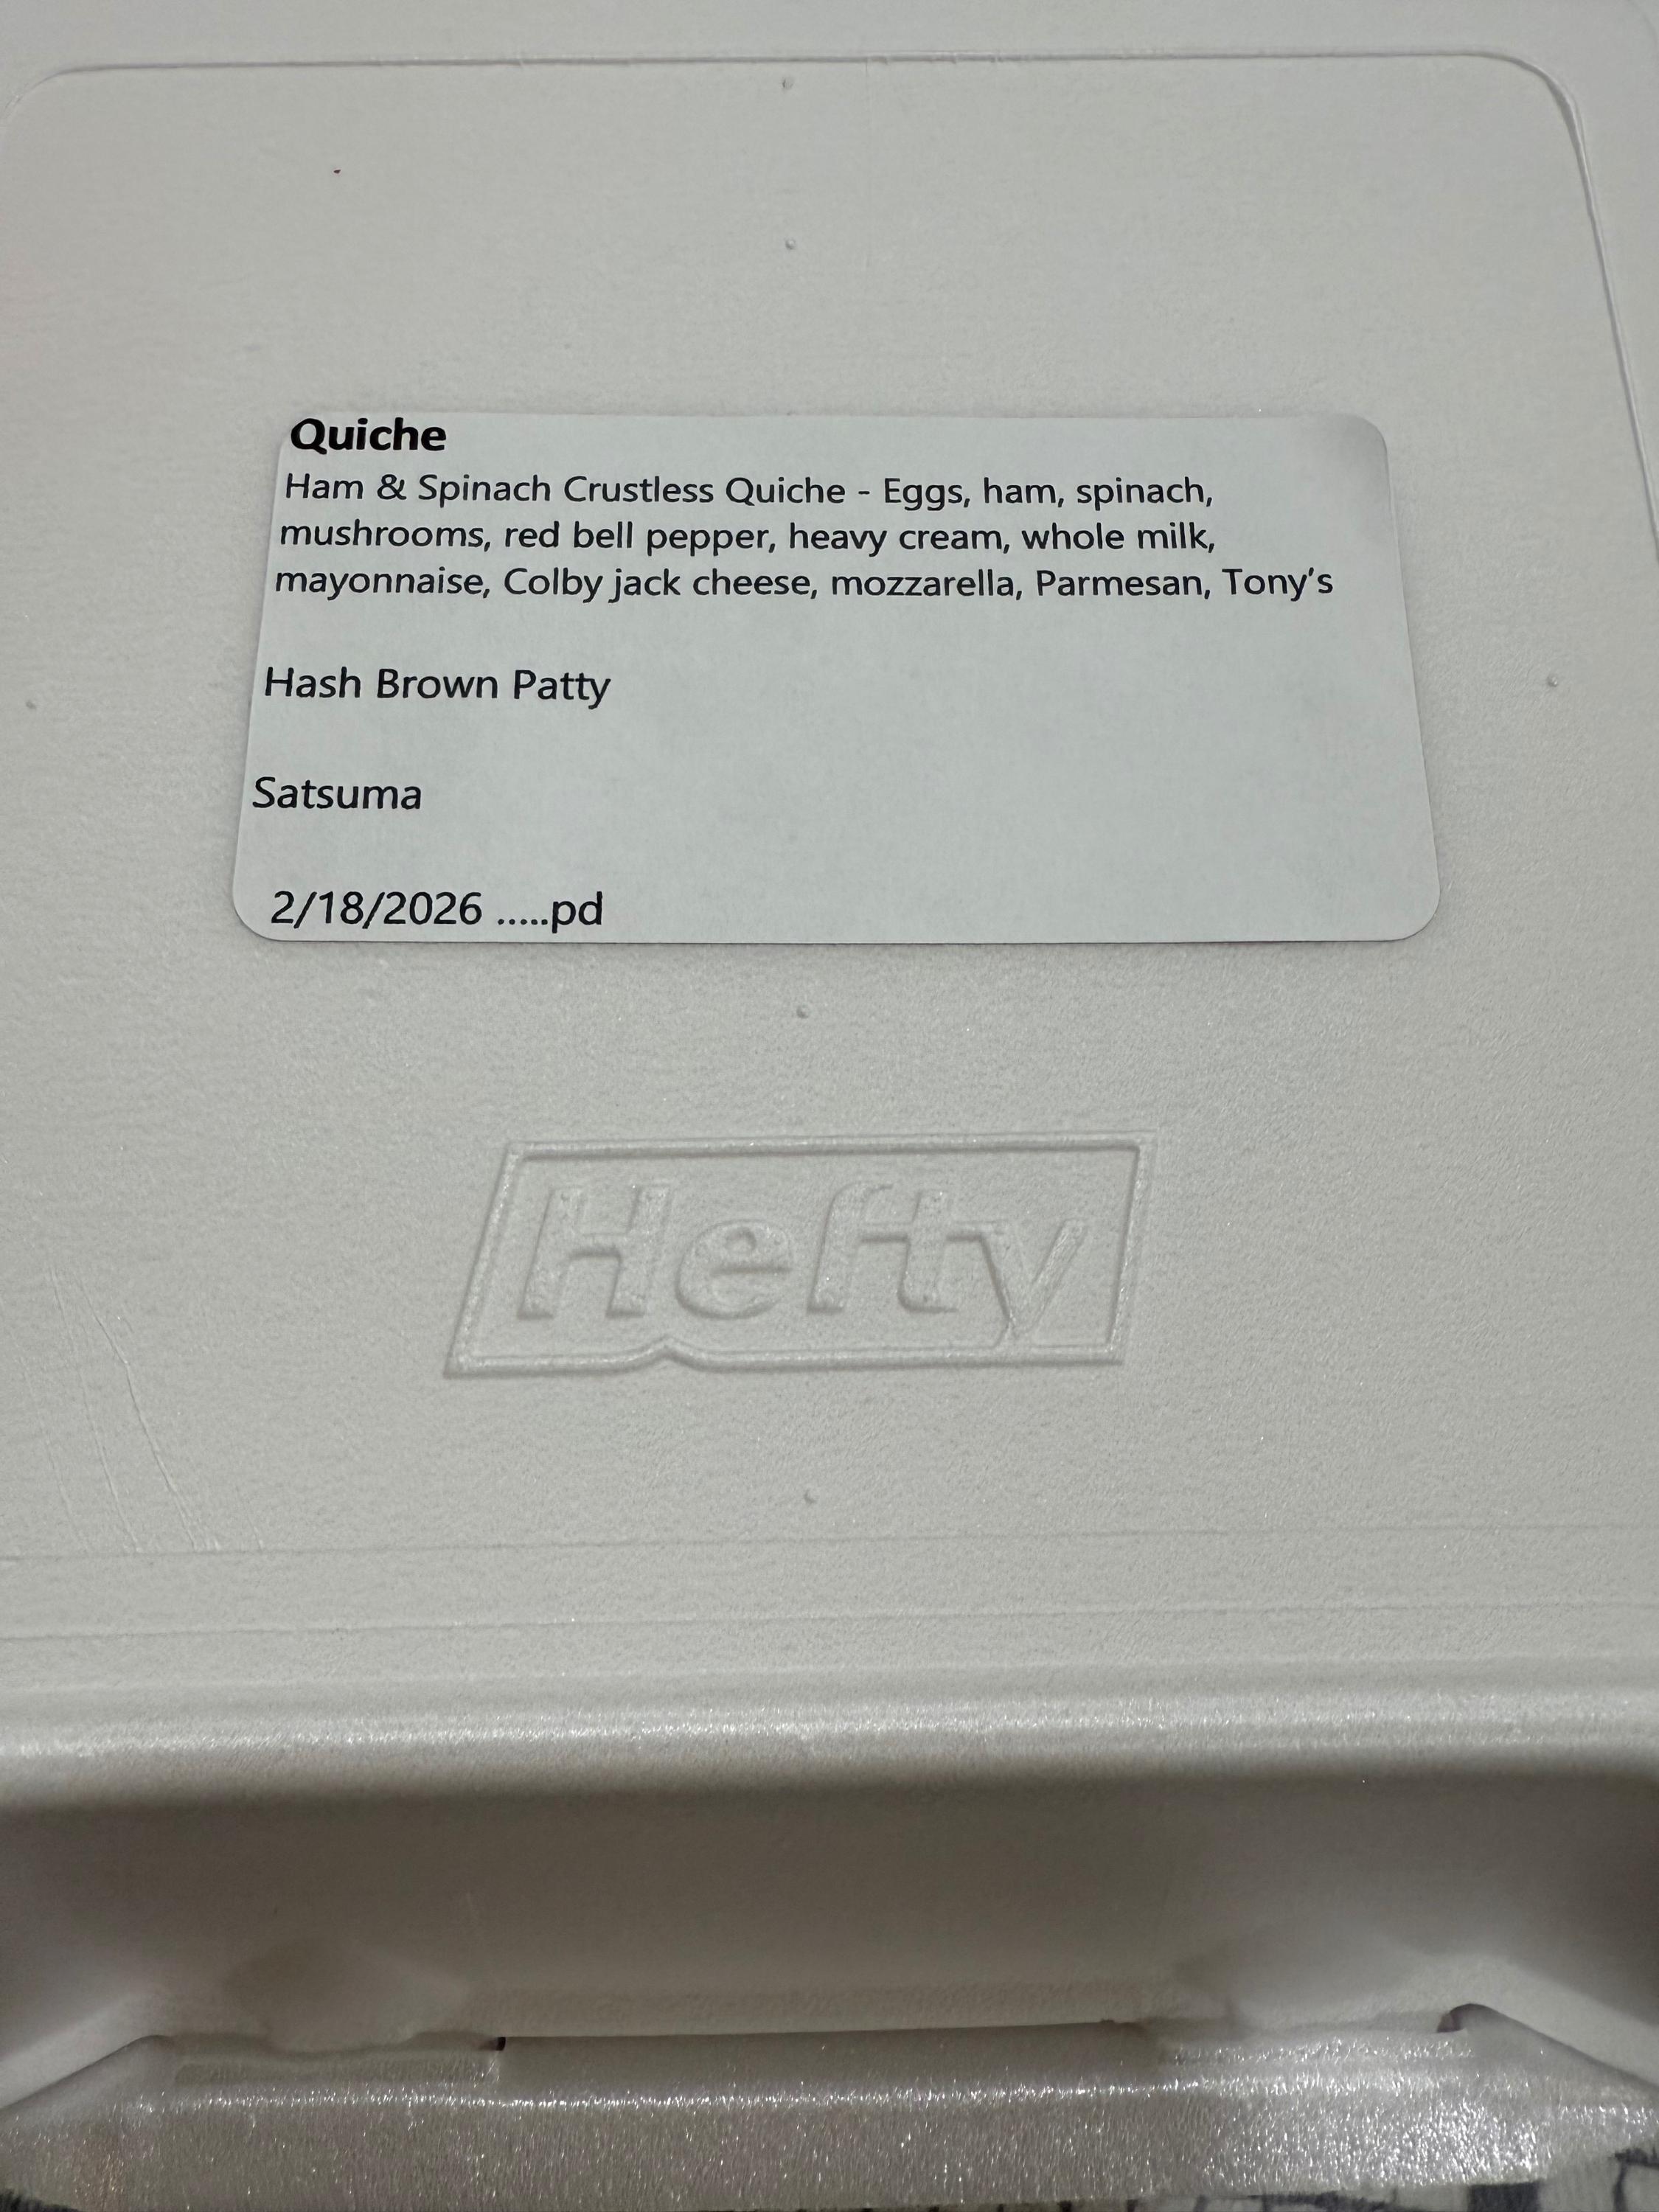 Quiche
Ham & Spinach Crustless Quiche - Eggs, ham, spinach,
mushrooms, red bell pepper, heavy cream, whole milk,
mayonnaise, Colby jack cheese, mozzarella, Parmesan, Tony's
Hash Brown Patty
Satsuma
2/18/2026 .....pd
Hefty